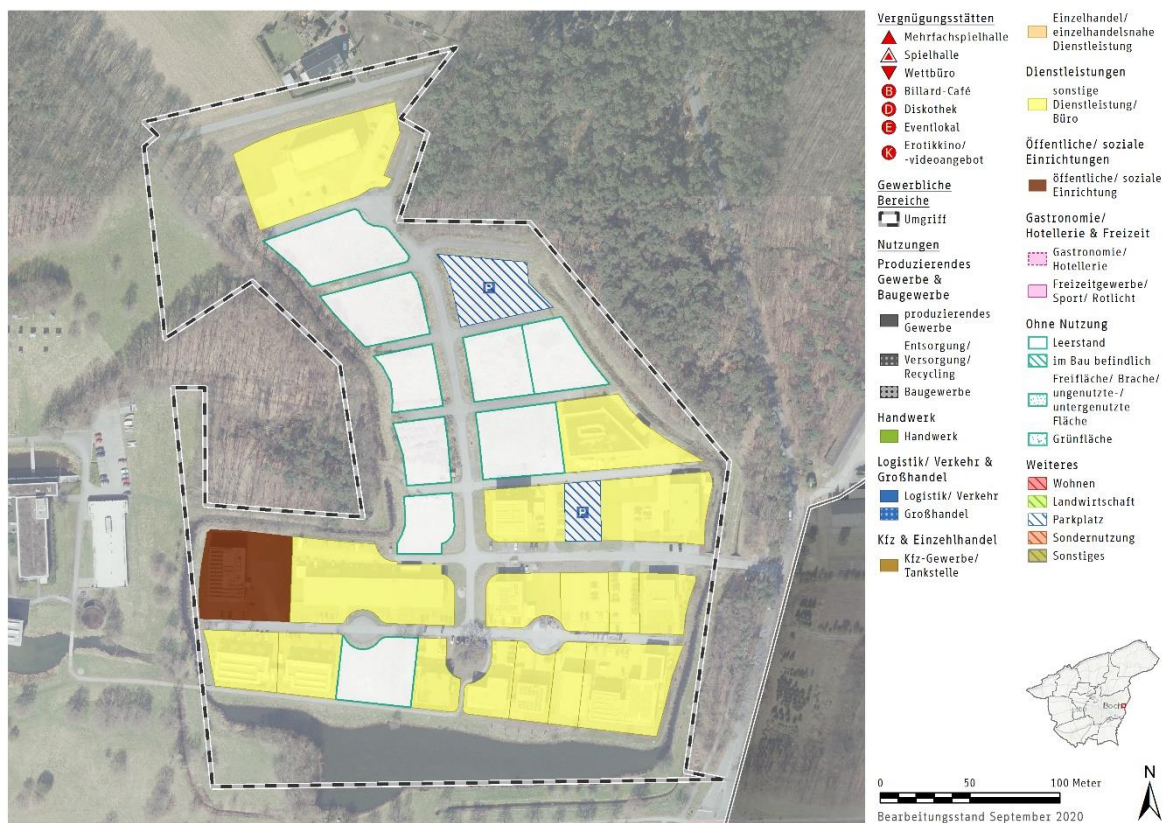 Vergnügungsstätten
Mehrfachspielhalle
Spielhalle
Wettbüro
B Billard-Café
D Diskothek
E Eventlokal
K Erotikkino/
-videoangebot
Gewerbliche
Bereiche
Umgriff
Nutzungen
Produzierendes
Gewerbe &
Baugewerbe
produzierendes
Gewerbe
Entsorgung/
Versorgung/
Recycling
Baugewerbe
Handwerk
Handwerk
Logistik/ Verkehr &
Großhandel
Logistik/ Verkehr
Großhandel
Kfz & Einzehlhandel
Kfz-Gewerbe/
Tankstelle
Einzelhandel/
einzelhandelsnahe
Dienstleistung
Dienstleistungen
sonstige
Dienstleistung/
Büro
Öffentliche/ soziale
Einrichtungen
öffentliche/ soziale
Einrichtung
Gastronomie/
Hotellerie & Freizeit
Gastronomie/
Hotellerie
Freizeitgewerbe/
Sport/ Rotlicht
Ohne Nutzung
Leerstand
im Bau befindlich
Freifläche/ Brache/
ungenutzte-/
untergenutzte
Fläche
Grünfläche
Weiteres
Wohnen
Landwirtschaft
Parkplatz
Sondernutzung
Sonstiges
P
P
Boch
0 50 100 Meter
Bearbeitungsstand September 2020
N